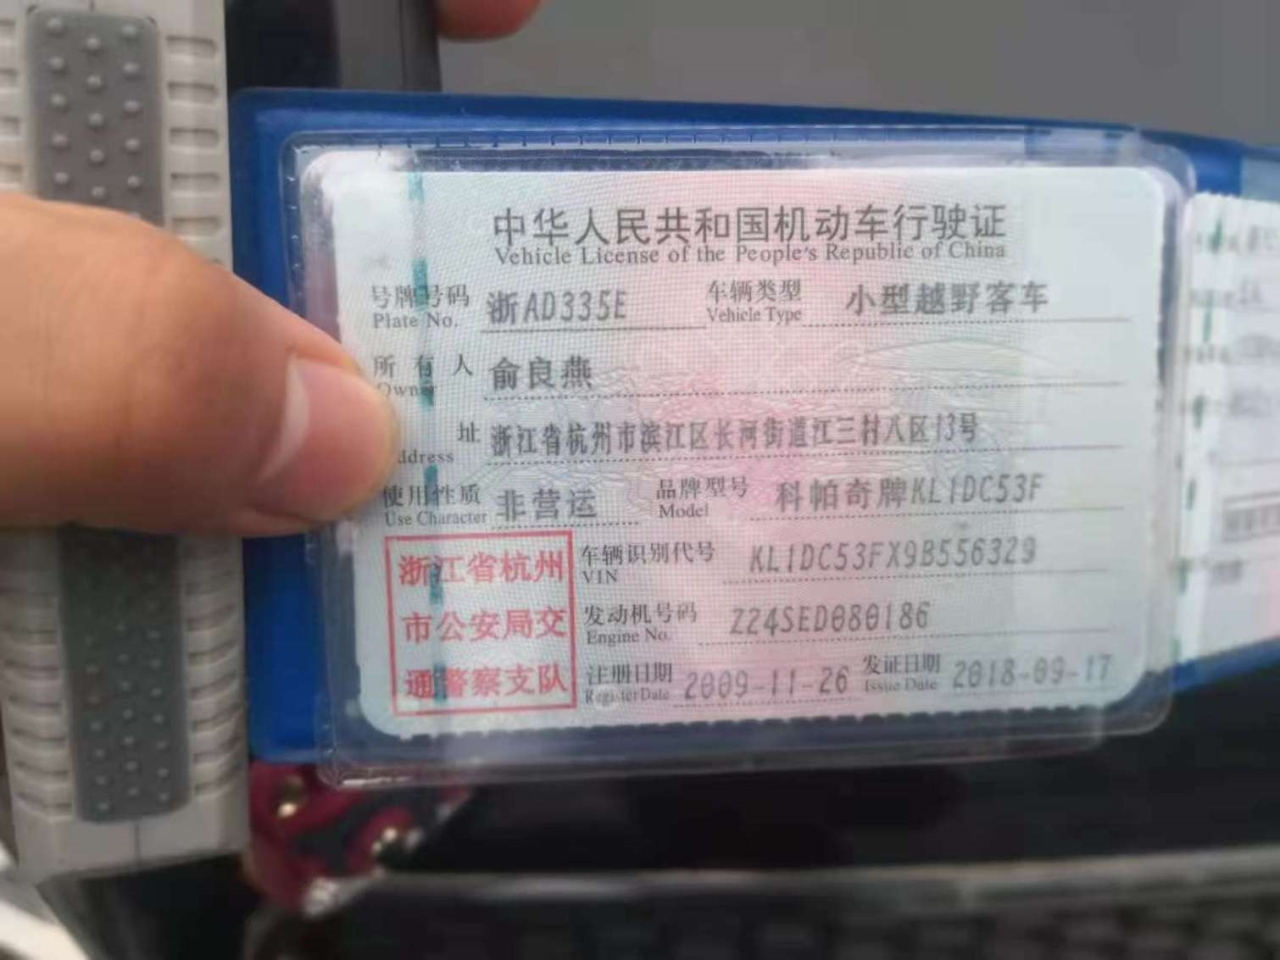 中华人民共和国机动车行驶证
Vehicle License of the People's Republic of China
号牌号码 浙AD335E 车辆类型 小型越野客车
Plate No. Vehicle Type
所有人 俞良燕
Owner
址 浙江省杭州市滨江区长河街道江三村八区13号
ddress
使用性质 非营运 品牌型号 科帕奇牌KL1DC53F
Use Character Model
浙江省杭州
市公安局交
通警察支队
车辆识别代号 KL1DC53FX9B556329
VIN
发动机号码 Z24SED080186
Engine No.
注册日期 2009-11-26 发证日期 2018-09-17
Register Date Issue Date